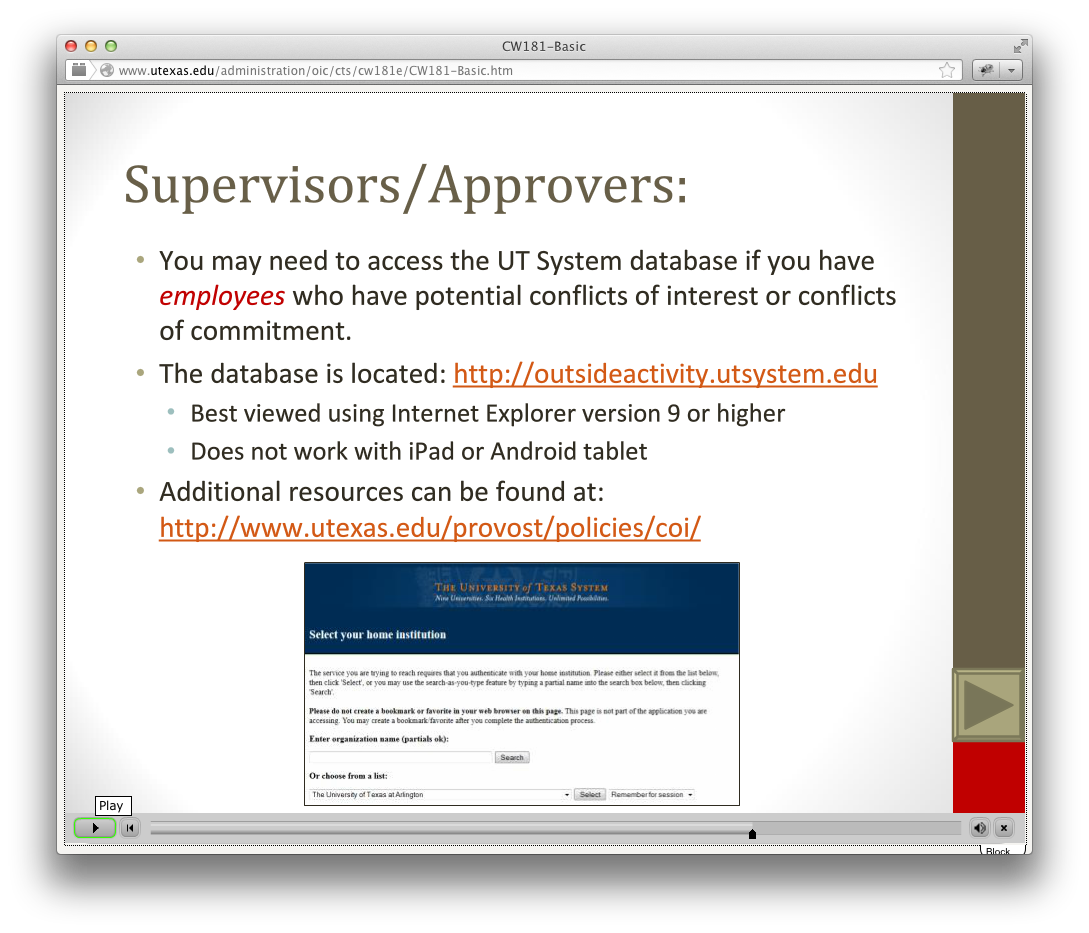 CW181-Basic
www.utexas.edu/administration/oic/cts/cw181e/CW181-Basic.htm
Supervisors/Approvers:
• You may need to access the UT System database if you have
employees who have potential conflicts of interest or conflicts
of commitment.
• The database is located: http://outsideactivity.utsystem.edu
• Best viewed using Internet Explorer version 9 or higher
• Does not work with iPad or Android tablet
• Additional resources can be found at:
http://www.utexas.edu/provost/policies/coi/
THE UNIVERSITY of TEXAS SYSTEM
Nine Universities. Six Health Institutions. Unlimited Possibilities.
Select your home institution
The service you are trying to reach requires that you authenticate with your home institution. Please either select it from the list below,
then click 'Select', or you may use the search-as-you-type feature by typing a partial name into the search box below, then clicking
'Search'.
Please do not create a bookmark or favorite in your web browser on this page. This page is not part of the application you are
accessing. You may create a bookmark/favorite after you complete the authentication process.
Enter organization name (partials ok):
Search
Or choose from a list:
The University of Texas at Arlington Select Remember for session
Play
Block